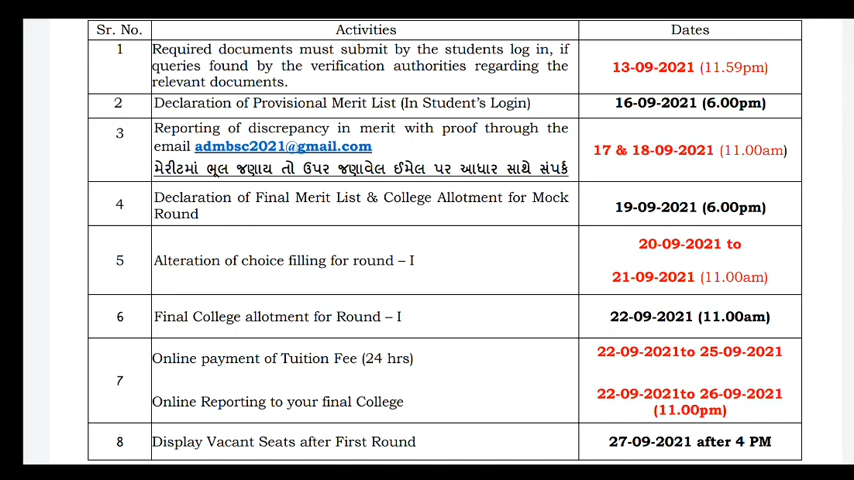 Sr. No. Activities Dates
1 Required documents must submit by the students log in, if
queries found by the verification authorities regarding the
relevant documents.
13-09-2021 (11.59pm)
2 Declaration of Provisional Merit List (In Student's Login) 16-09-2021 (6.00pm)
3 Reporting of discrepancy in merit with proof through the
email admbsc2021@gmail.com
મેરીટમાં ભૂલ જણાય તો ઉપર જણાવેલ ઈમેલ પર આધાર સાથે સંપર્ક
17 & 18-09-2021 (11.00am)
4 Declaration of Final Merit List & College Allotment for Mock
Round
19-09-2021 (6.00pm)
5 Alteration of choice filling for round – I
20-09-2021 to
21-09-2021 (11.00am)
6 Final College allotment for Round – I 22-09-2021 (11.00am)
7 Online payment of Tuition Fee (24 hrs) 22-09-2021to 25-09-2021
Online Reporting to your final College 22-09-2021to 26-09-2021
(11.00pm)
8 Display Vacant Seats after First Round 27-09-2021 after 4 PM